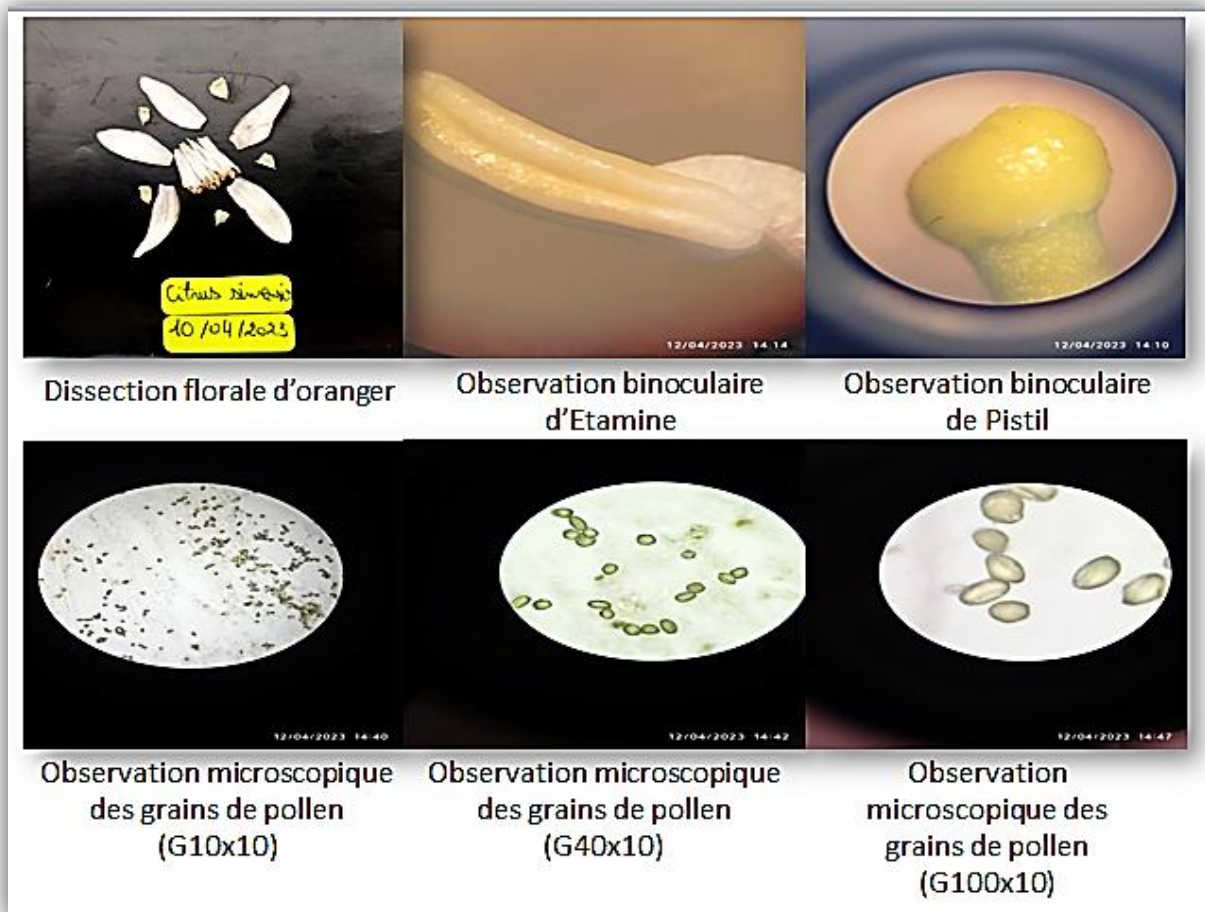 Citrus sinensis
10/04/2023
12/04/2023 14:14
12/04/2023 14:10
Dissection florale d'oranger
Observation binoculaire
d'Etamine
Observation binoculaire
de Pistil
12/04/2023 14:40
12/04/2023 14:42
12/04/2023 14:47
Observation microscopique
des grains de pollen
(G10x10)
Observation microscopique
des grains de pollen
(G40x10)
Observation
microscopique des
grains de pollen
(G100x10)